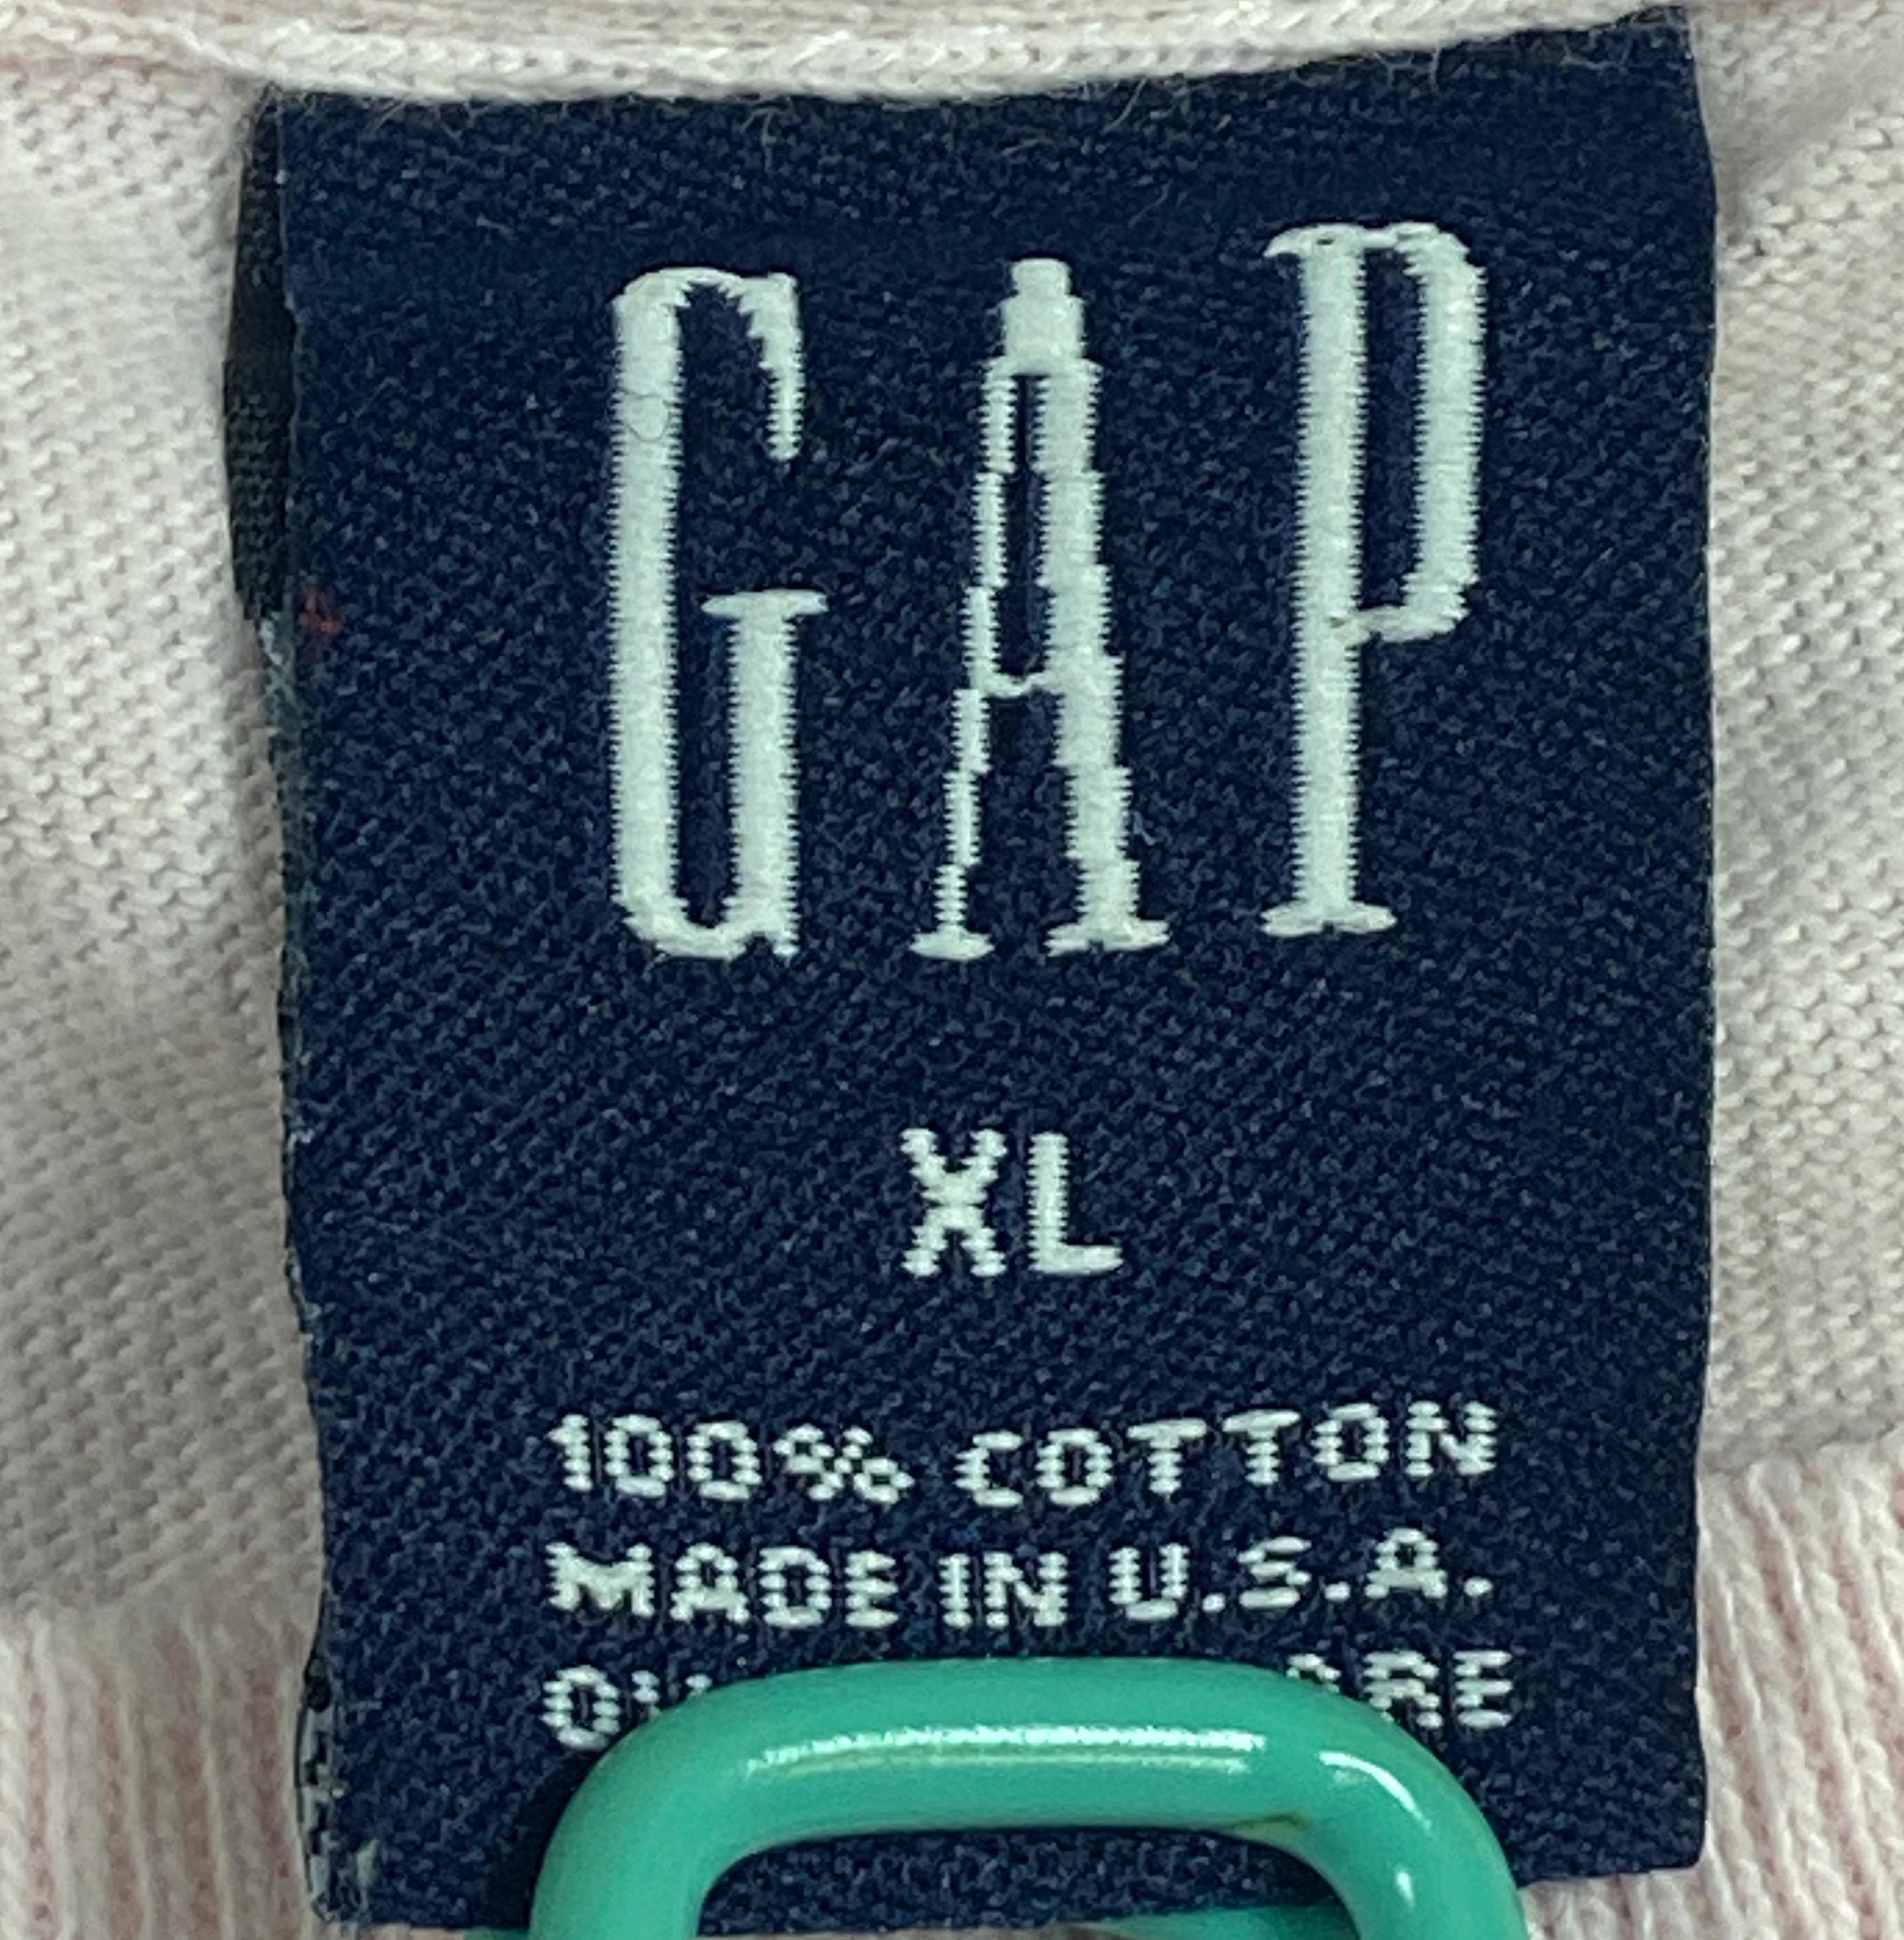 GAP
XL
100% COTTON
MADE IN U.S.A.